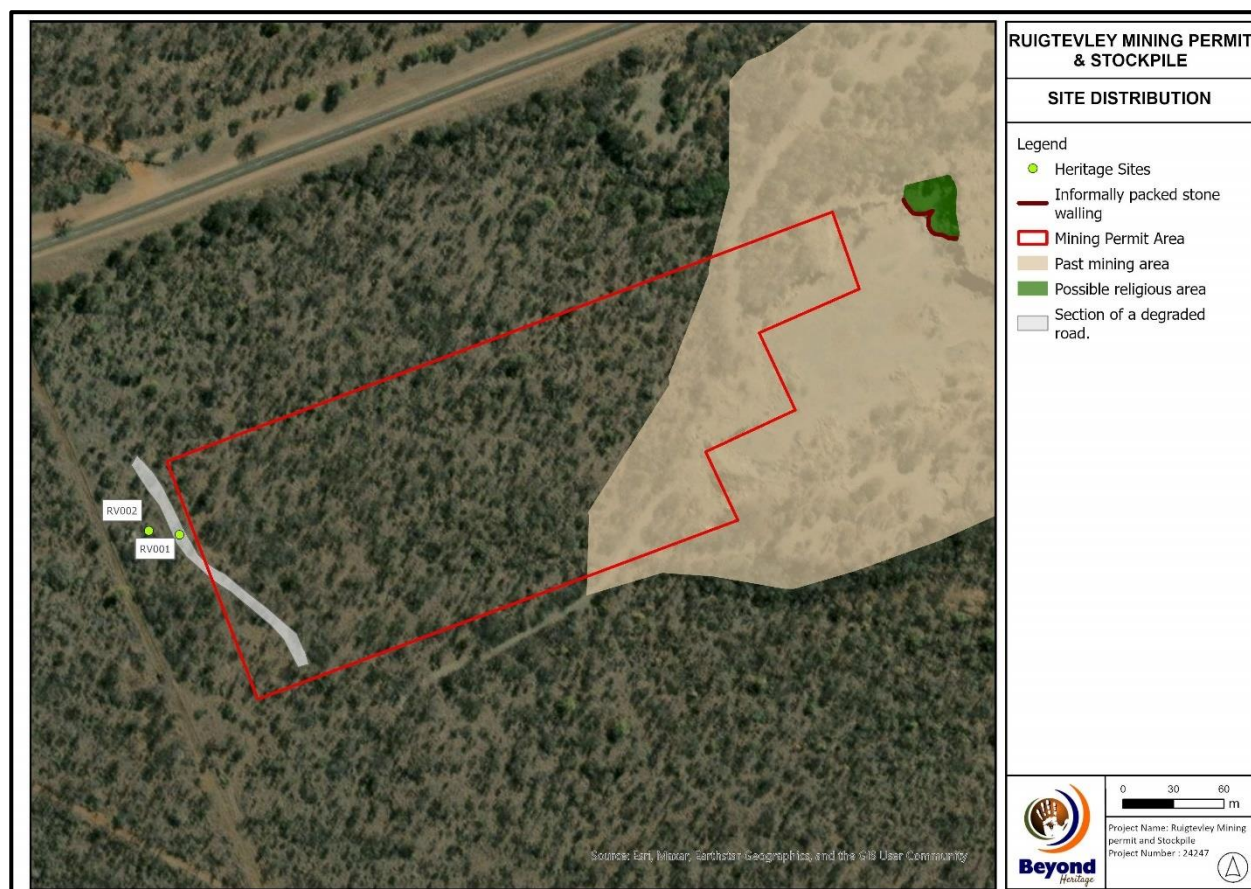 RUIGTEVLEY MINING PERMIT
& STOCKPILE
SITE DISTRIBUTION
Legend
Heritage Sites
Informally packed stone
walling
Mining Permit Area
Past mining area
Possible religious area
Section of a degraded
road.
RV002
RV001
Source: Esri, Maxar, Earthstar Geographics, and the GIS User Community
Beyond
Heritage
0 30 60
m
Project Name: Ruigtevley Mining
permit and Stockpile
Project Number : 24247